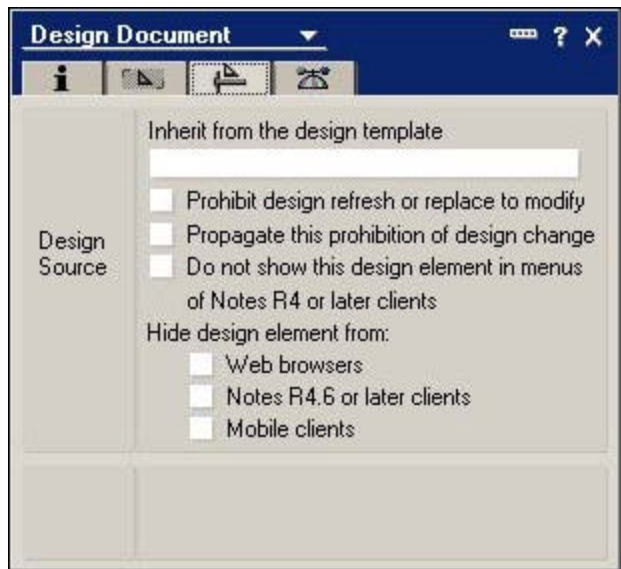 Design Document
? X
i
Inherit from the design template
Prohibit design refresh or replace to modify
Propagate this prohibition of design change
Design
Source
Do not show this design element in menus
of Notes R4 or later clients
Hide design element from:
Web browsers
Notes R4.6 or later clients
Mobile clients